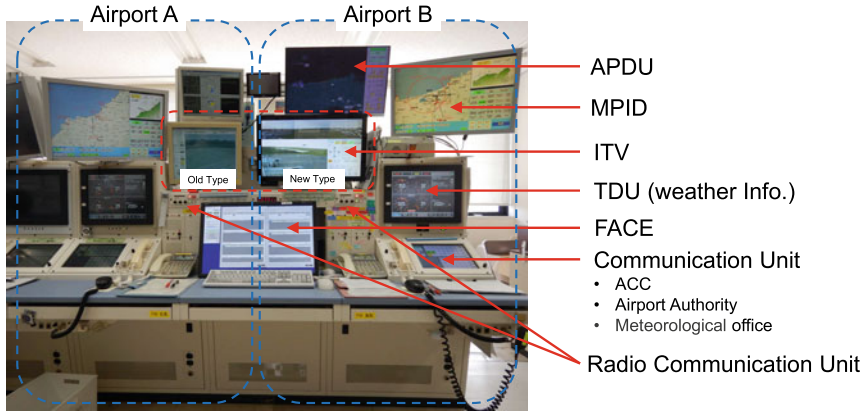 Airport A
Airport B
APDU
MPID
ITV
Old Type
New Type
TDU (weather Info.)
FACE
Communication Unit
• ACC
• Airport Authority
• Meteorological office
Radio Communication Unit